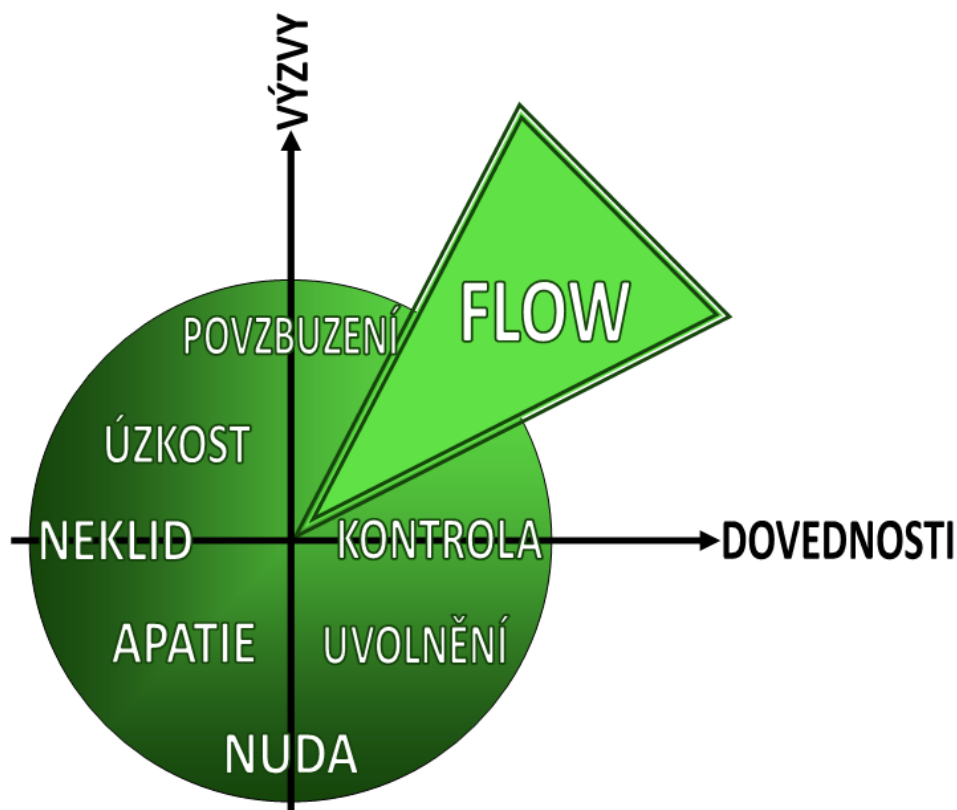 VÝZVY
FLOW
POVZBUZENÍ
ÚZKOST
NEKLID
KONTROLA
DOVEDNOSTI
APATIE
UVOLNĚNÍ
NUDA